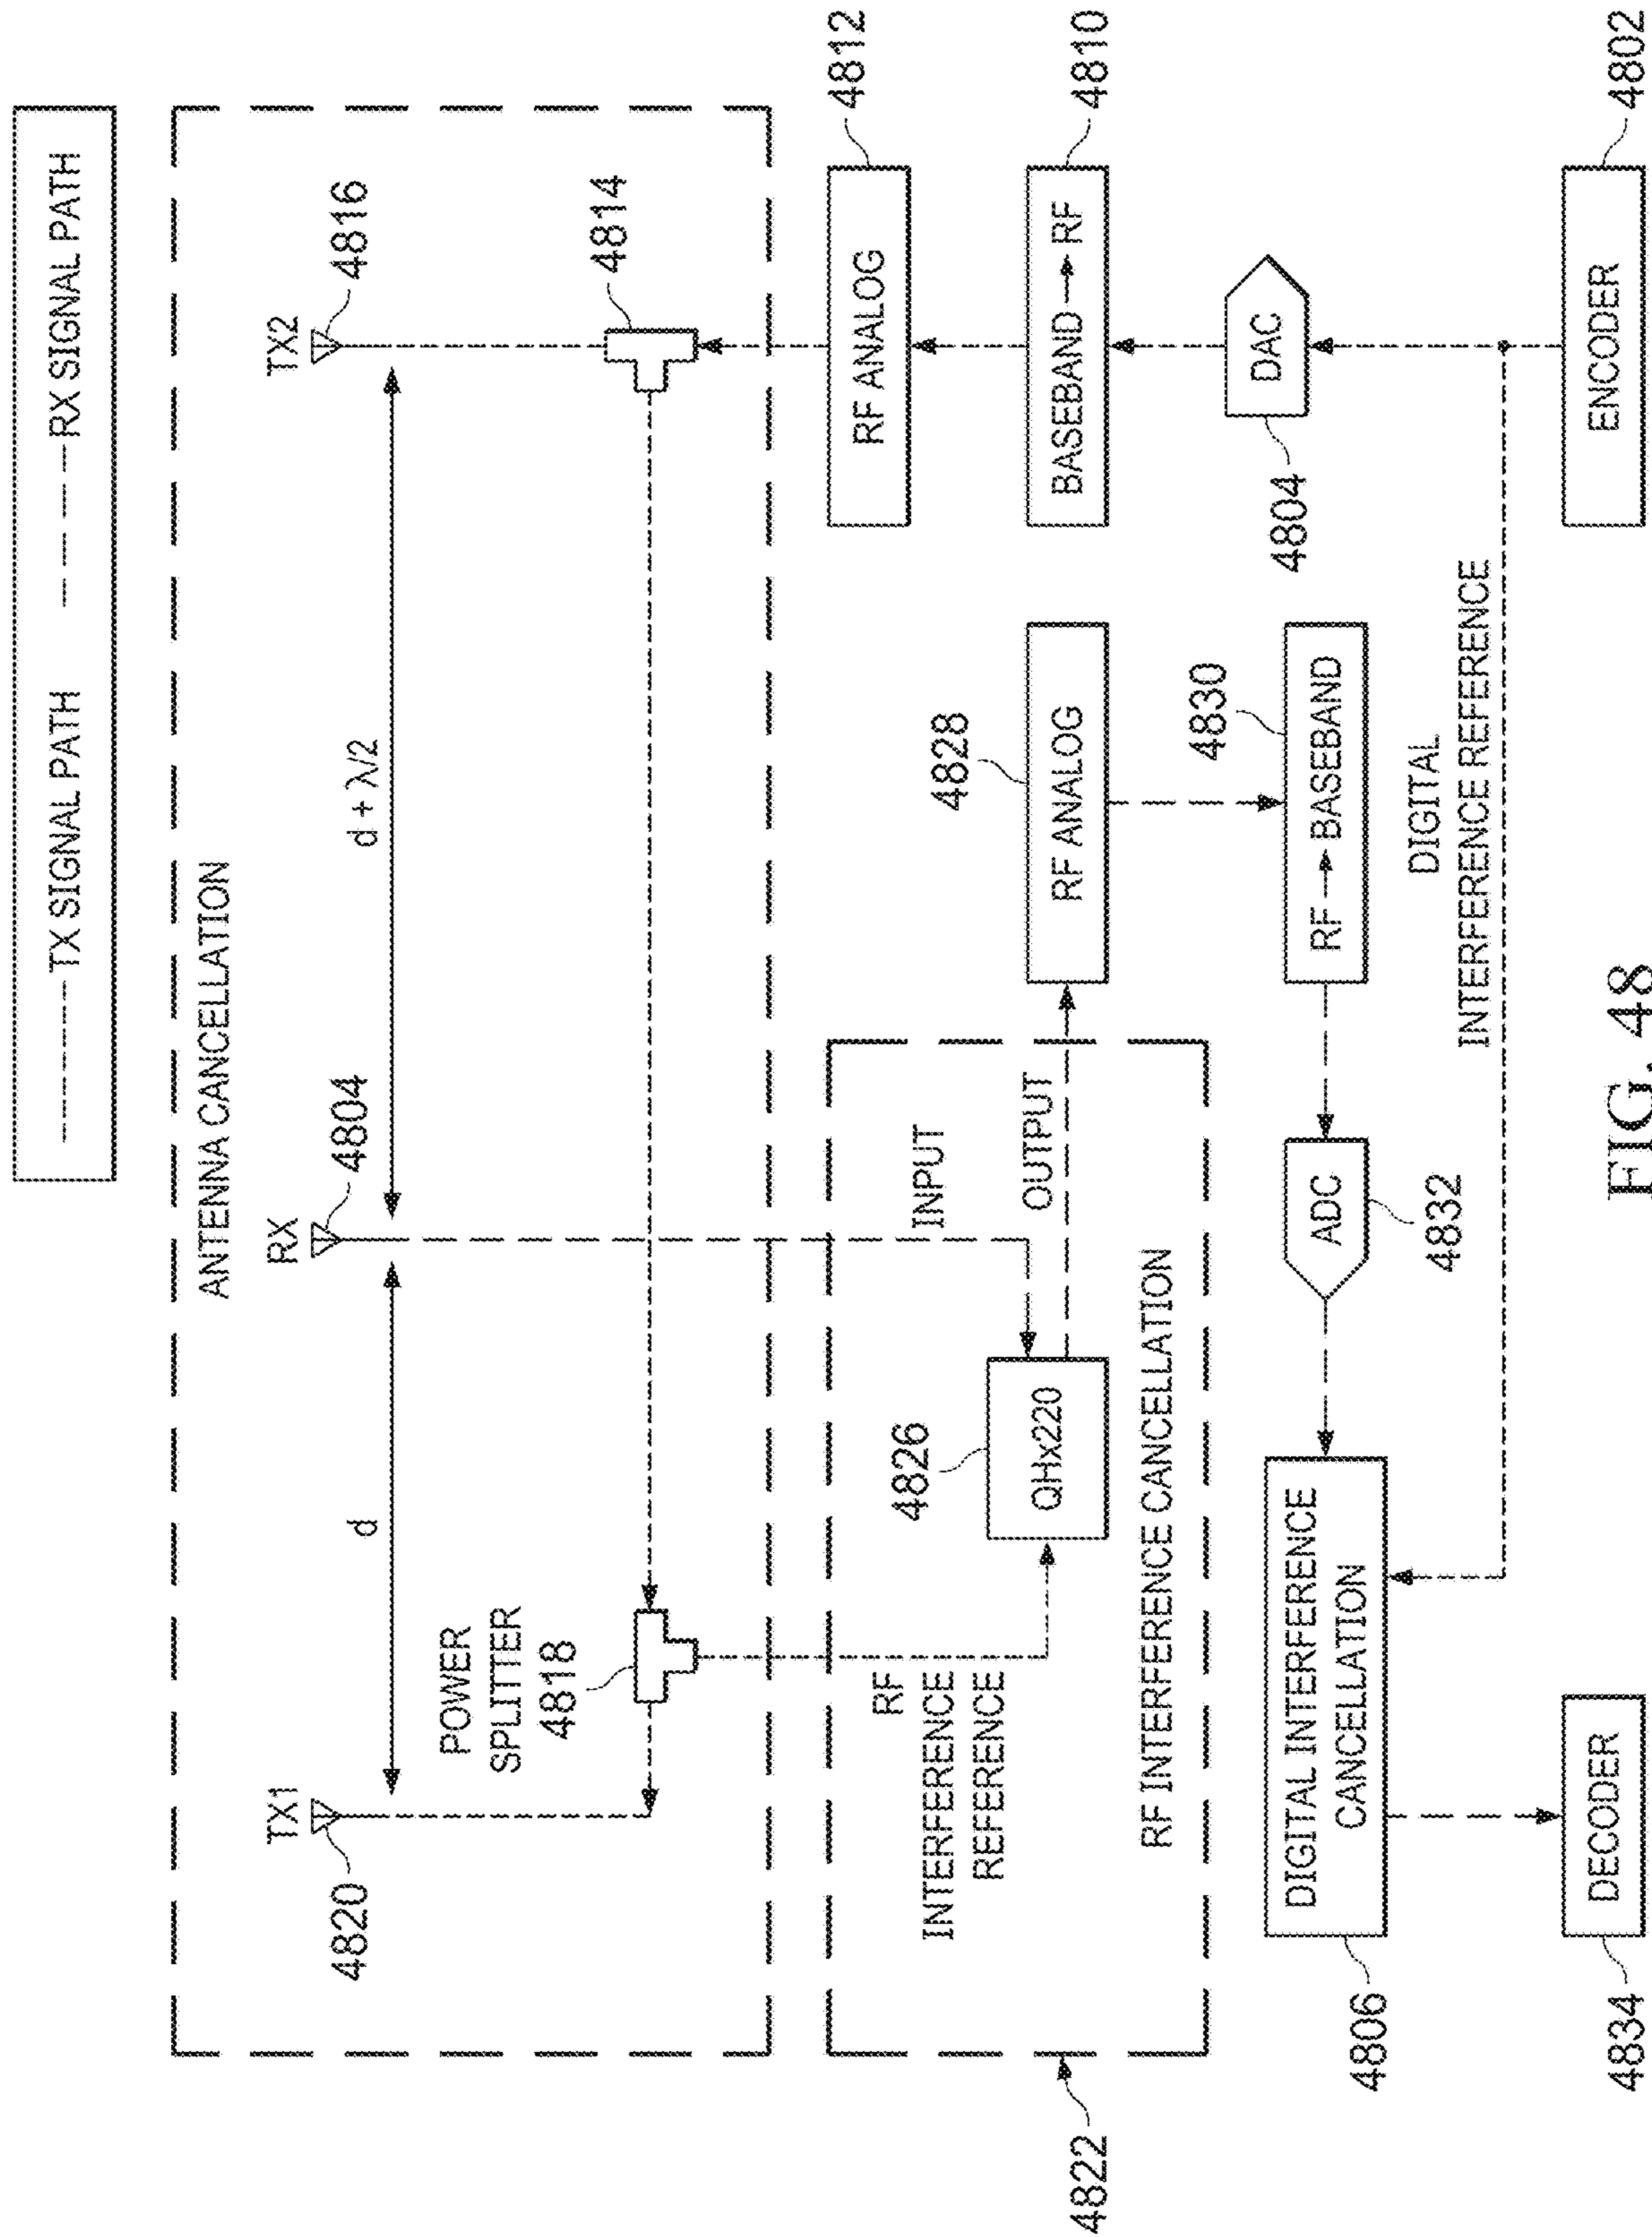 TX SIGNAL PATH
RX SIGNAL PATH
ANTENNA CANCELLATION
TX1
RX
TX2
4820
4804
4816
d
d + λ/2
POWER
SPLITTER
4818
4814
4822
RF
INTERFERENCE
REFERENCE
4826
QHx220
INPUT
OUTPUT
RF INTERFERENCE CANCELLATION
4828
RF ANALOG
RF ANALOG
4812
4830
RF → BASEBAND
BASEBAND → RF
4810
4806
DIGITAL INTERFERENCE
CANCELLATION
ADC
4832
DAC
4804
DIGITAL
INTERFERENCE REFERENCE
4834
DECODER
ENCODER
4802
FIG. 48